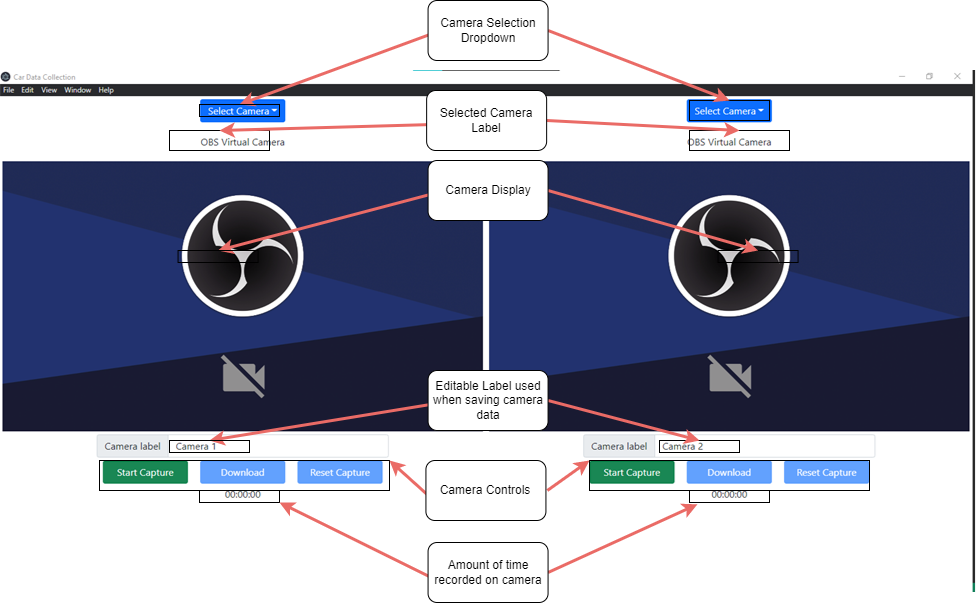 Camera Selection
Dropdown
Car Data Collection
File Edit View Window Help
Select Camera
Select Camera
Selected Camera
Label
OBS Virtual Camera
OBS Virtual Camera
Camera Display
Editable Label used
when saving camera
data
Camera label Camera 1
Camera label Camera 2
Start Capture Download Reset Capture
Start Capture Download Reset Capture
Camera Controls
00:00:00
00:00:00
Amount of time
recorded on camera